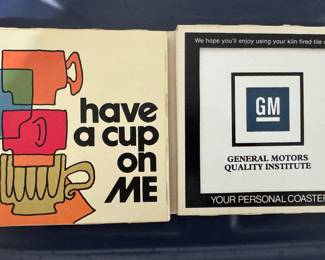 have
a cup
on
ME
We hope you'll enjoy using your kiln fired tile
GM
GENERAL MOTORS
QUALITY INSTITUTE
YOUR PERSONAL COASTER